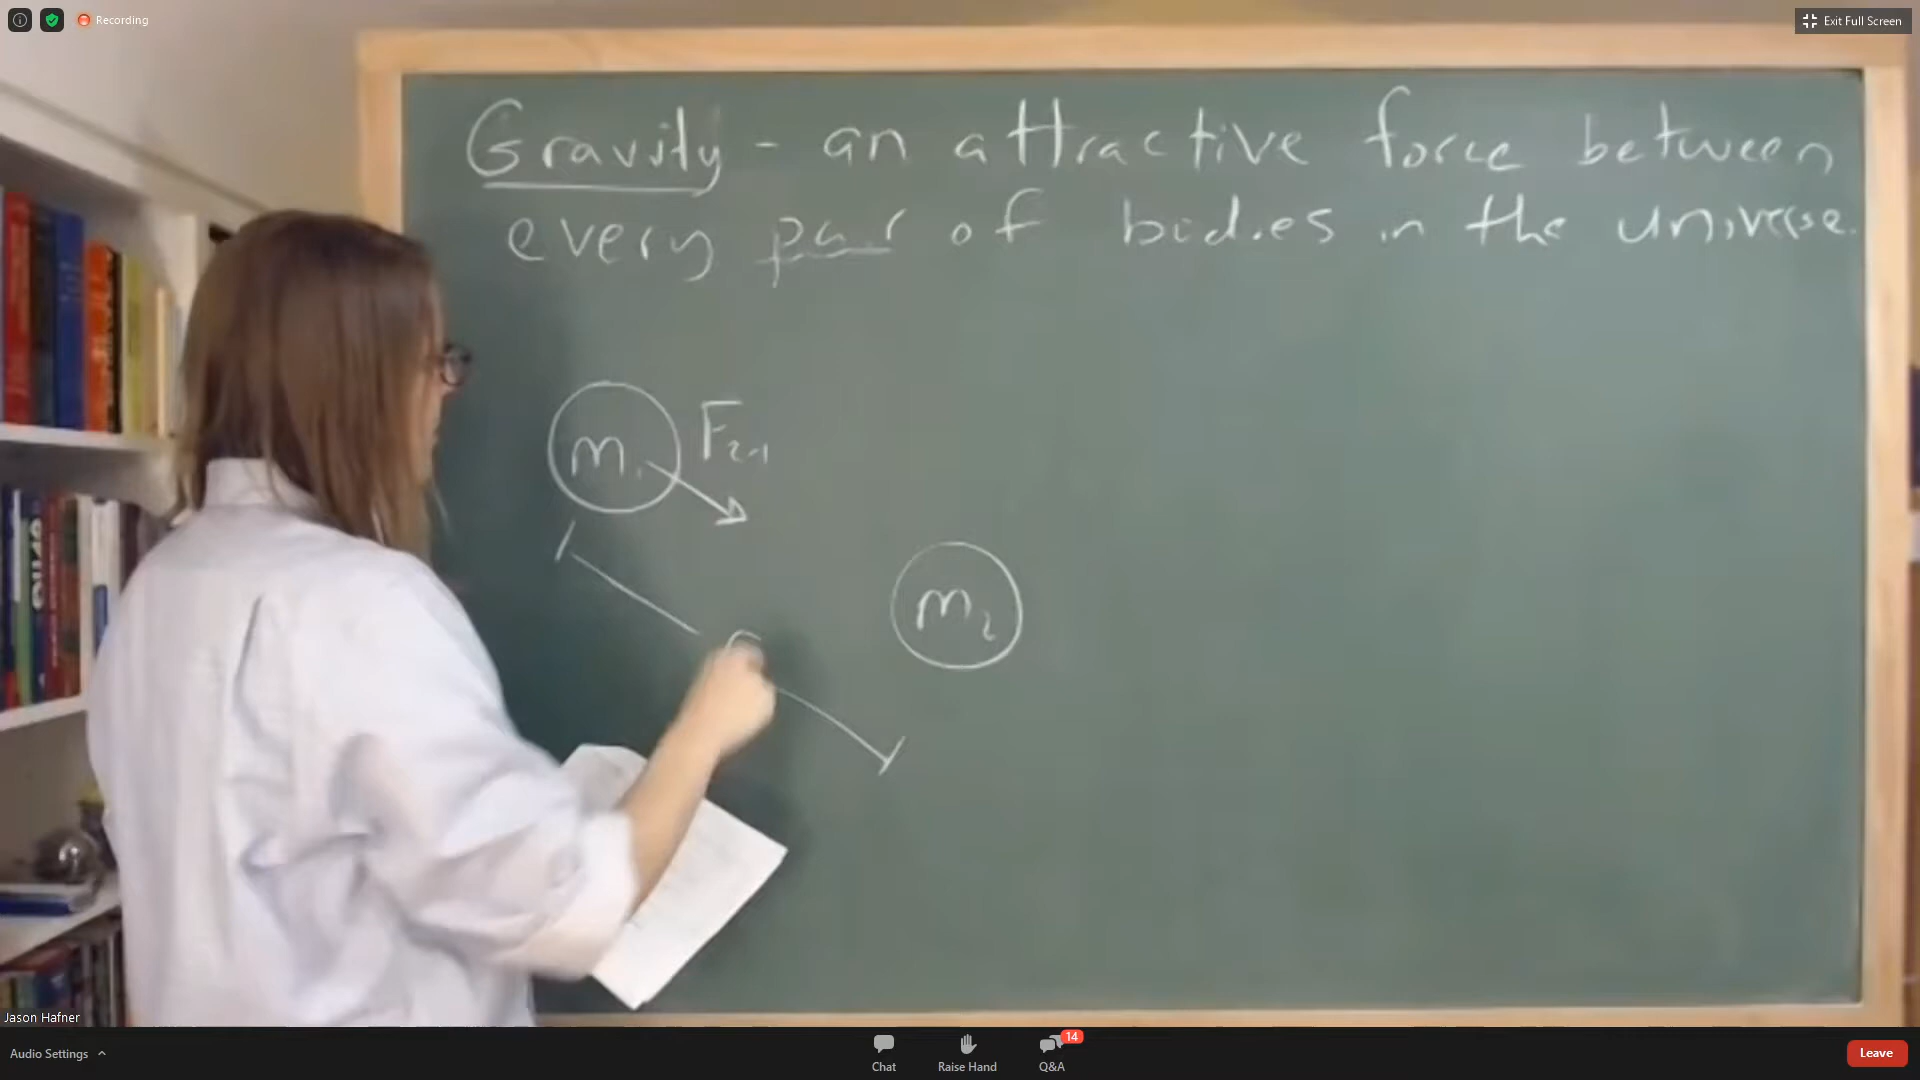 Recording
Exit Full Screen
Gravity - an attractive force between
every pair of bodies in the universe.
m1
F2-1
m2
Jason Hafner
Audio Settings
Chat
Raise Hand
14
Q&A
Leave